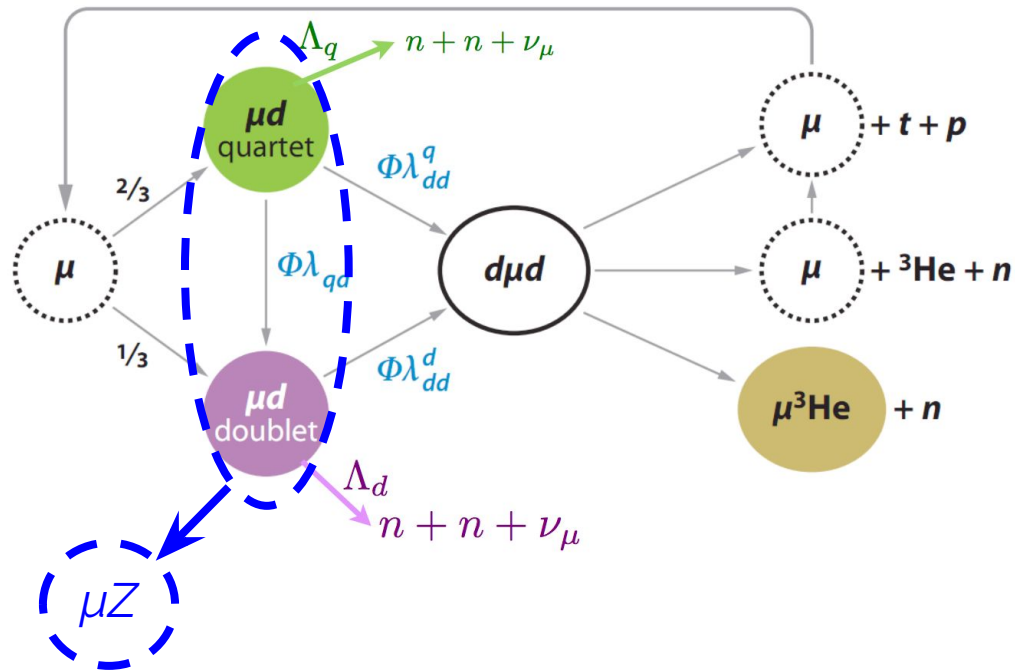 Λq
n + n + νμ
μd
quartet
μ
+ t + p
Φλ^q_dd
2/3
μ
Φλqd
dμd
μ
+ ³He + n
1/3
Φλ^d_dd
μd
doublet
μ³He
+ n
Λd
n + n + νμ
μZ